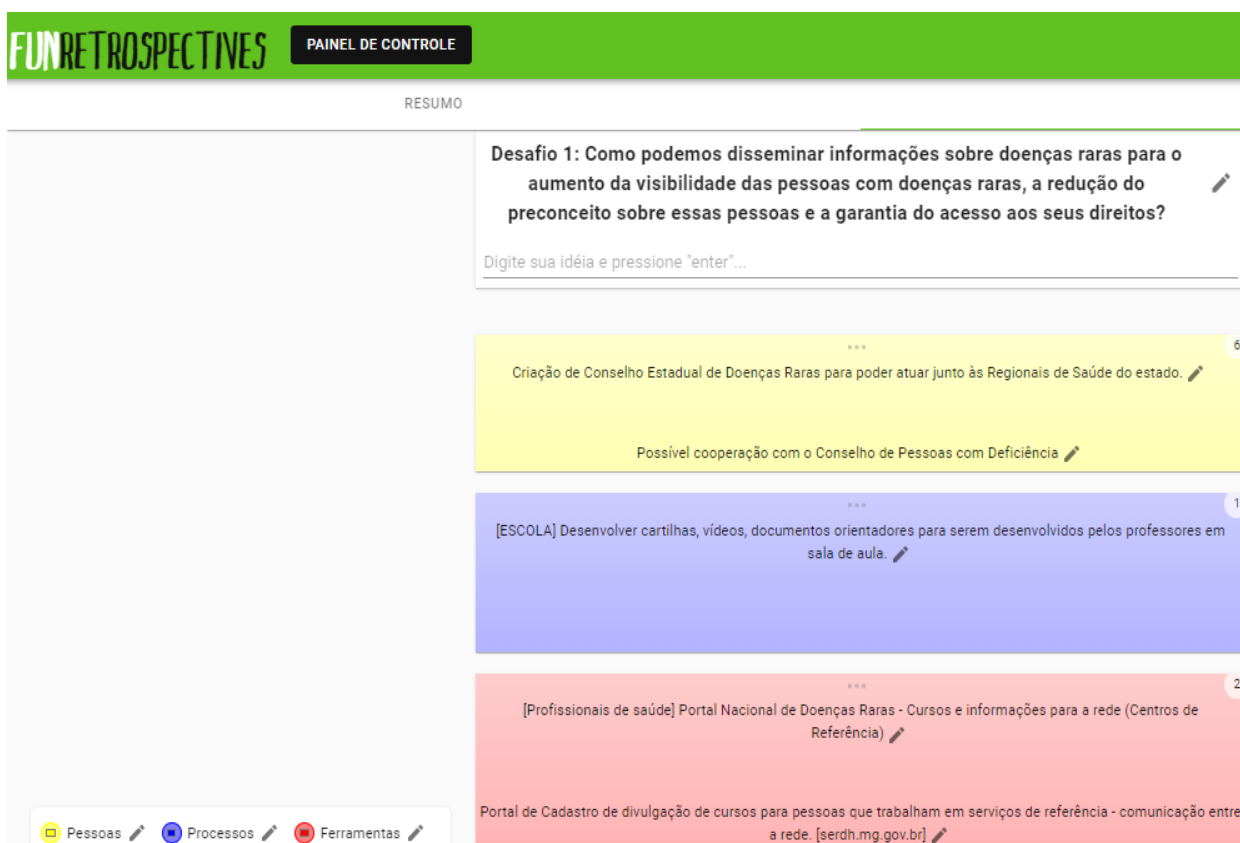 FUNRETROSPECTIVES
PAINEL DE CONTROLE
RESUMO
Desafio 1: Como podemos disseminar informações sobre doenças raras para o
aumento da visibilidade das pessoas com doenças raras, a redução do
preconceito sobre essas pessoas e a garantia do acesso aos seus direitos?
Digite sua idéia e pressione "enter"...
6
Criação de Conselho Estadual de Doenças Raras para poder atuar junto às Regionais de Saúde do estado.
Possível cooperação com o Conselho de Pessoas com Deficiência
1
[ESCOLA] Desenvolver cartilhas, vídeos, documentos orientadores para serem desenvolvidos pelos professores em
sala de aula.
2
[Profissionais de saúde] Portal Nacional de Doenças Raras - Cursos e informações para a rede (Centros de
Referência)
Portal de Cadastro de divulgação de cursos para pessoas que trabalham em serviços de referência - comunicação entre
a rede. [serdh.mg.gov.br]
Pessoas Processos Ferramentas